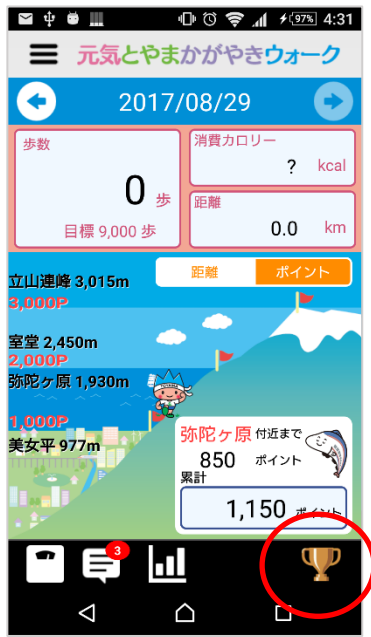 97% 4:31
元気とやまかがやきウォーク
2017/08/29
歩数
0 歩
目標 9,000 歩
消費カロリー
? kcal
距離
0.0 km
距離 ポイント
立山連峰 3,015m
3,000P
室堂 2,450m
2,000P
弥陀ヶ原 1,930m
1,000P
美女平 977m
弥陀ヶ原 付近まで
850 ポイント
累計
1,150 ポイント
3